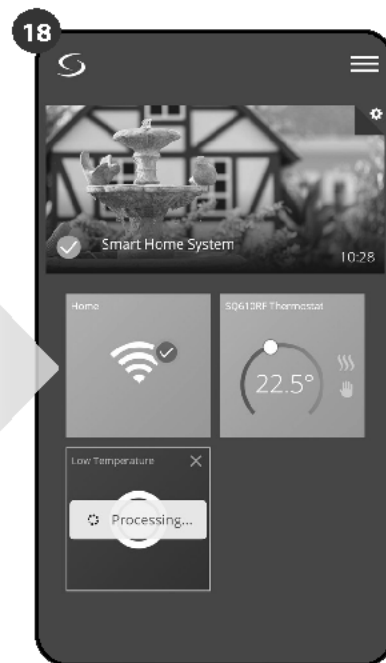 18
Smart Home System
10:28
Home
SQ610RF Thermostat
22.5°
Low Temperature
Processing...